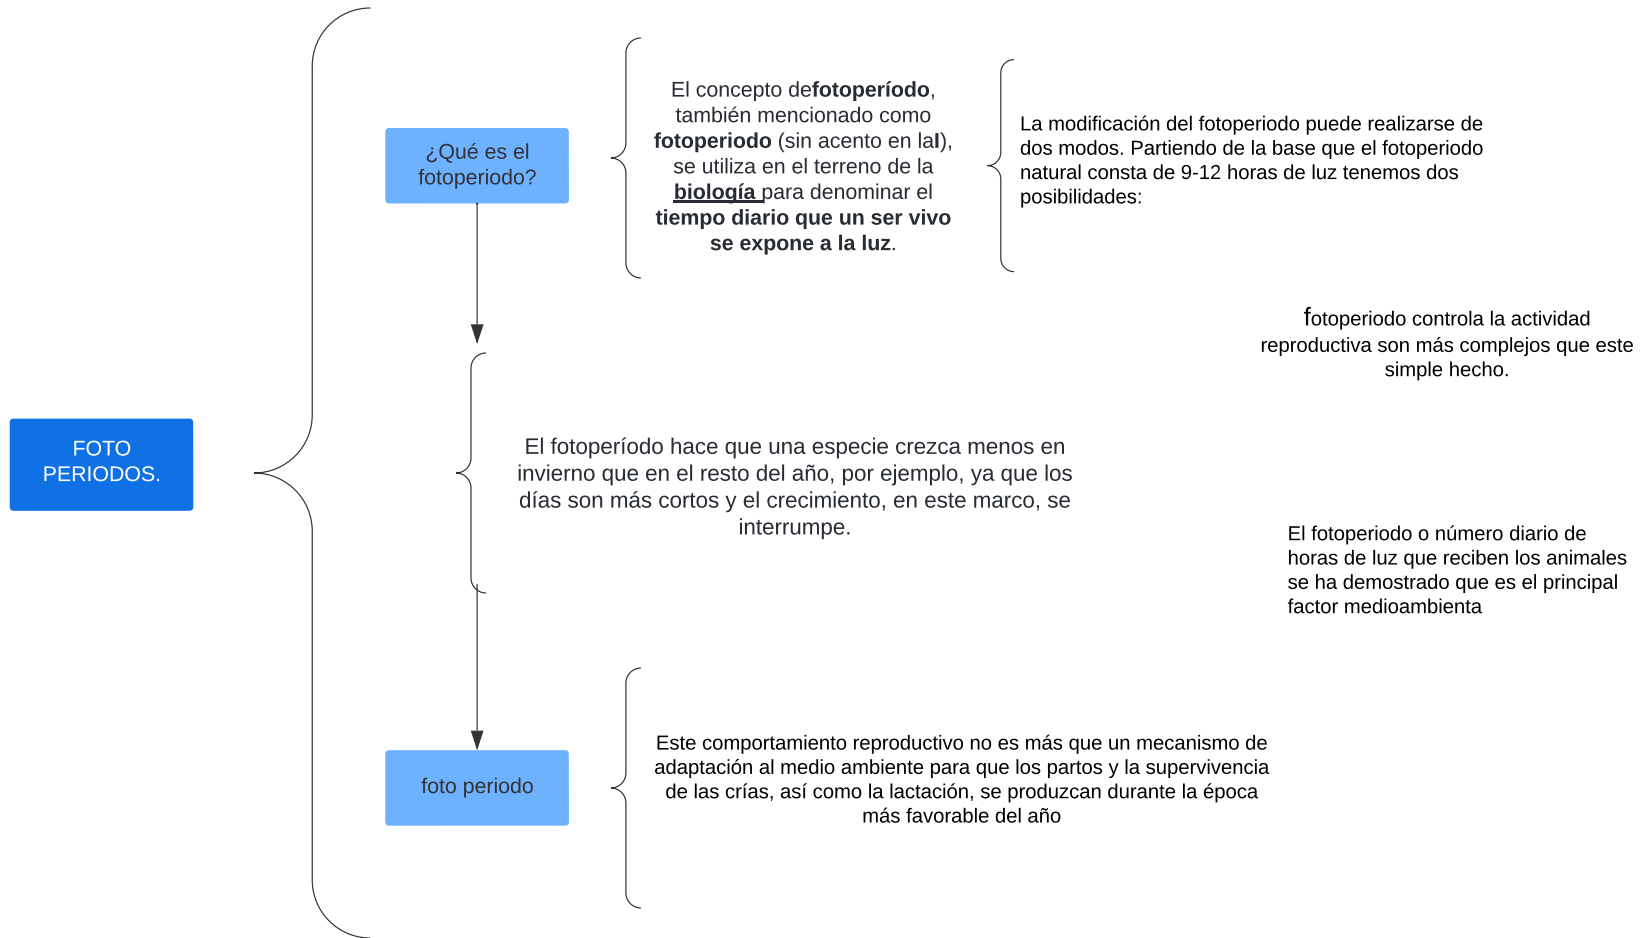 FOTO
PERIODOS.
¿Qué es el
fotoperiodo?
El concepto defotoperíodo,
también mencionado como
fotoperiodo (sin acento en laI),
se utiliza en el terreno de la
biología para denominar el
tiempo diario que un ser vivo
se expone a la luz.
La modificación del fotoperiodo puede realizarse de
dos modos. Partiendo de la base que el fotoperiodo
natural consta de 9-12 horas de luz tenemos dos
posibilidades:
fotoperiodo controla la actividad
reproductiva son más complejos que este
simple hecho.
El fotoperíodo hace que una especie crezca menos en
invierno que en el resto del año, por ejemplo, ya que los
días son más cortos y el crecimiento, en este marco, se
interrumpe.
El fotoperiodo o número diario de
horas de luz que reciben los animales
se ha demostrado que es el principal
factor medioambienta
foto periodo
Este comportamiento reproductivo no es más que un mecanismo de
adaptación al medio ambiente para que los partos y la supervivencia
de las crías, así como la lactación, se produzcan durante la época
más favorable del año